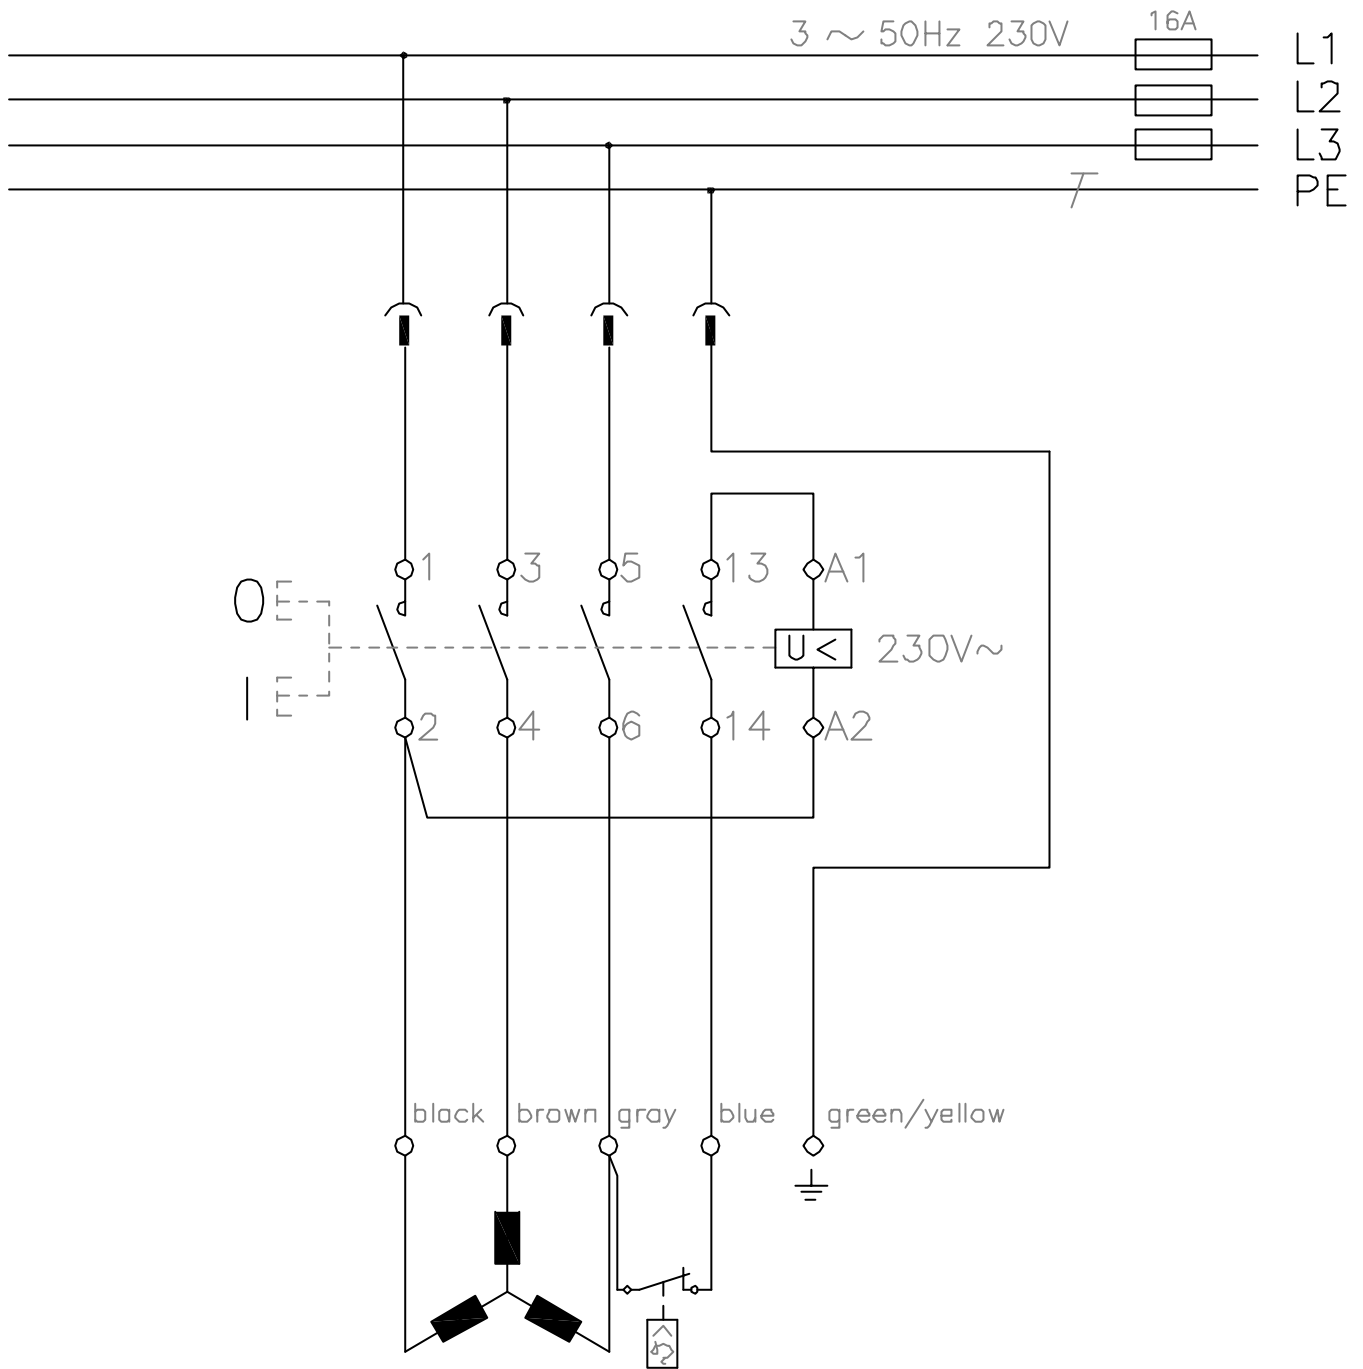 3 ~ 50Hz 230V
16A
L1
L2
L3
PE
1 3 5 13 A1
O
U< 230V~
I
2 4 6 14 A2
black brown gray blue green/yellow